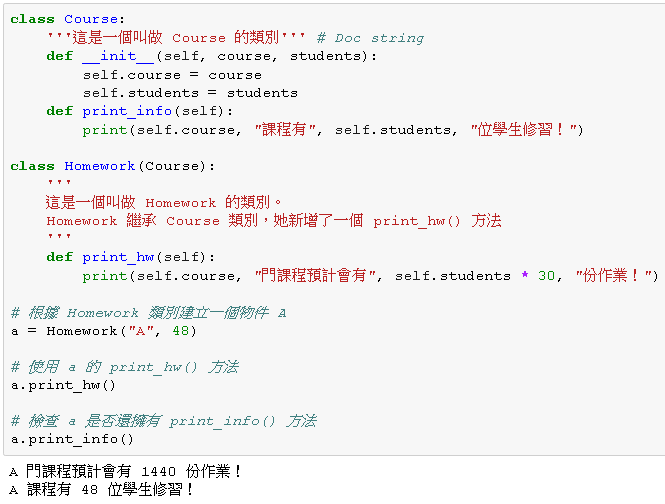 class Course:
    '''這是一個叫做 Course 的類別''' # Doc string
    def __init__(self, course, students):
        self.course = course
        self.students = students
    def print_info(self):
        print(self.course, "課程有", self.students, "位學生修習！")

class Homework(Course):
    '''
    這是一個叫做 Homework 的類別。
    Homework 繼承 Course 類別，她新增了一個 print_hw() 方法
    '''
    def print_hw(self):
        print(self.course, "門課程預計會有", self.students * 30, "份作業！")

# 根據 Homework 類別建立一個物件 A
a = Homework("A", 48)

# 使用 a 的 print_hw() 方法
a.print_hw()

# 檢查 a 是否還擁有 print_info() 方法
a.print_info()

A 門課程預計會有 1440 份作業！
A 課程有 48 位學生修習！